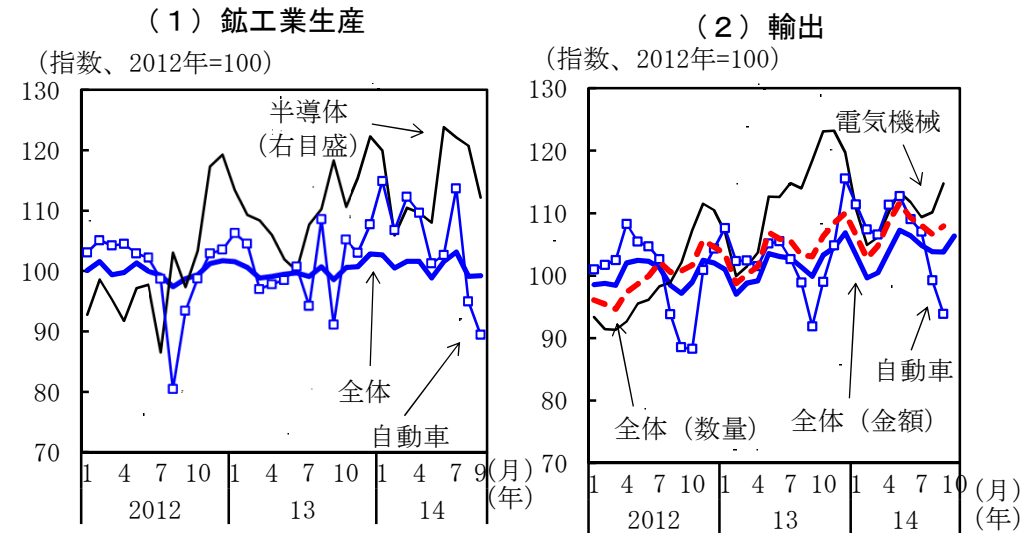 （１）鉱工業生産
（指数、2012年=100）
130
120
110
100
90
80
70
半導体
（右目盛）
全体
自動車
1 4 7 10 1 4 7 10 1 4 7 9 （月）
2012 13 14 （年）
（２）輸出
（指数、2012年=100）
130
120
110
100
90
80
70
電気機械
自動車
全体（数量）
全体（金額）
1 4 7 10 1 4 7 10 1 4 7 10 （月）
2012 13 14 （年）